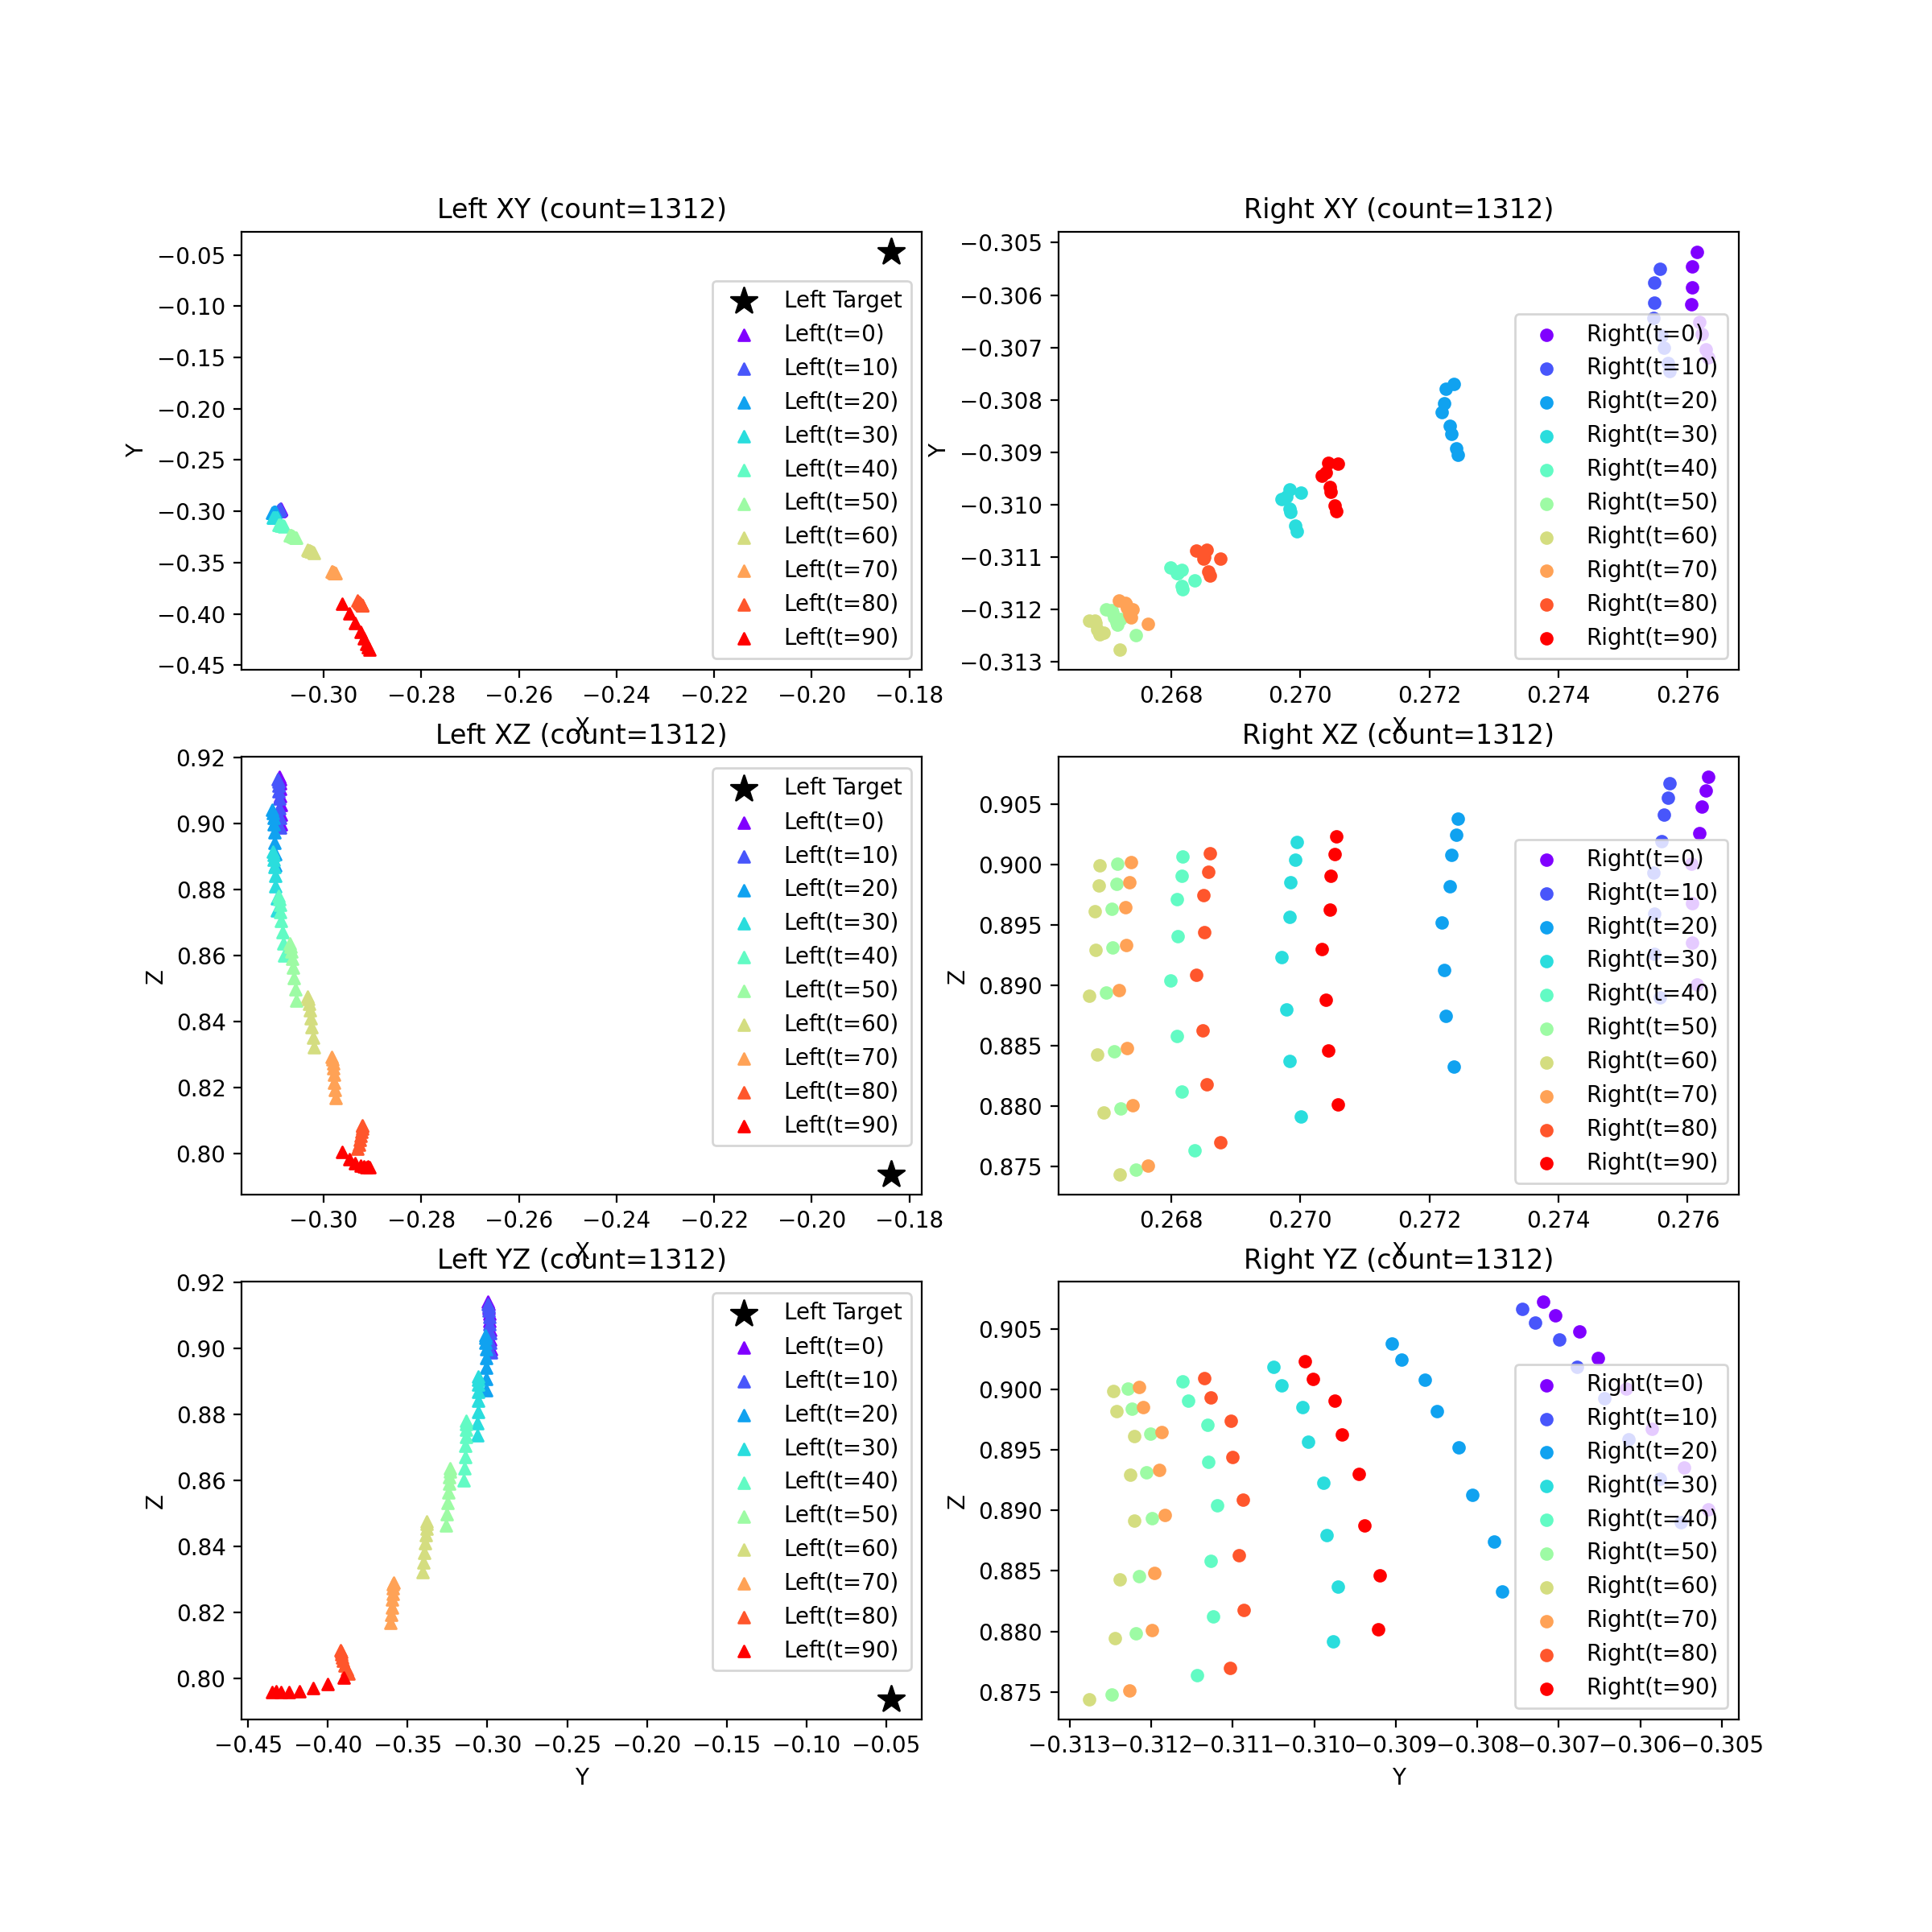 Left XY (count=1312)
−0.05
−0.10
−0.15
−0.20
−0.25
−0.30
−0.35
−0.40
−0.45
Y
−0.30 −0.28 −0.26 −0.24 −0.22 −0.20 −0.18
X
Left Target
Left(t=0)
Left(t=10)
Left(t=20)
Left(t=30)
Left(t=40)
Left(t=50)
Left(t=60)
Left(t=70)
Left(t=80)
Left(t=90)
Right XY (count=1312)
−0.305
−0.306
−0.307
−0.308
−0.309
−0.310
−0.311
−0.312
−0.313
Y
0.268 0.270 0.272 0.274 0.276
X
Right(t=0)
Right(t=10)
Right(t=20)
Right(t=30)
Right(t=40)
Right(t=50)
Right(t=60)
Right(t=70)
Right(t=80)
Right(t=90)
Left XZ (count=1312)
0.92
0.90
0.88
0.86
0.84
0.82
0.80
Z
−0.30 −0.28 −0.26 −0.24 −0.22 −0.20 −0.18
X
Left Target
Left(t=0)
Left(t=10)
Left(t=20)
Left(t=30)
Left(t=40)
Left(t=50)
Left(t=60)
Left(t=70)
Left(t=80)
Left(t=90)
Right XZ (count=1312)
0.905
0.900
0.895
0.890
0.885
0.880
0.875
Z
0.268 0.270 0.272 0.274 0.276
X
Right(t=0)
Right(t=10)
Right(t=20)
Right(t=30)
Right(t=40)
Right(t=50)
Right(t=60)
Right(t=70)
Right(t=80)
Right(t=90)
Left YZ (count=1312)
0.92
0.90
0.88
0.86
0.84
0.82
0.80
Z
−0.45 −0.40 −0.35 −0.30 −0.25 −0.20 −0.15 −0.10 −0.05
Y
Left Target
Left(t=0)
Left(t=10)
Left(t=20)
Left(t=30)
Left(t=40)
Left(t=50)
Left(t=60)
Left(t=70)
Left(t=80)
Left(t=90)
Right YZ (count=1312)
0.905
0.900
0.895
0.890
0.885
0.880
0.875
Z
−0.313 −0.312 −0.311 −0.310 −0.309 −0.308 −0.307 −0.306 −0.305
Y
Right(t=0)
Right(t=10)
Right(t=20)
Right(t=30)
Right(t=40)
Right(t=50)
Right(t=60)
Right(t=70)
Right(t=80)
Right(t=90)